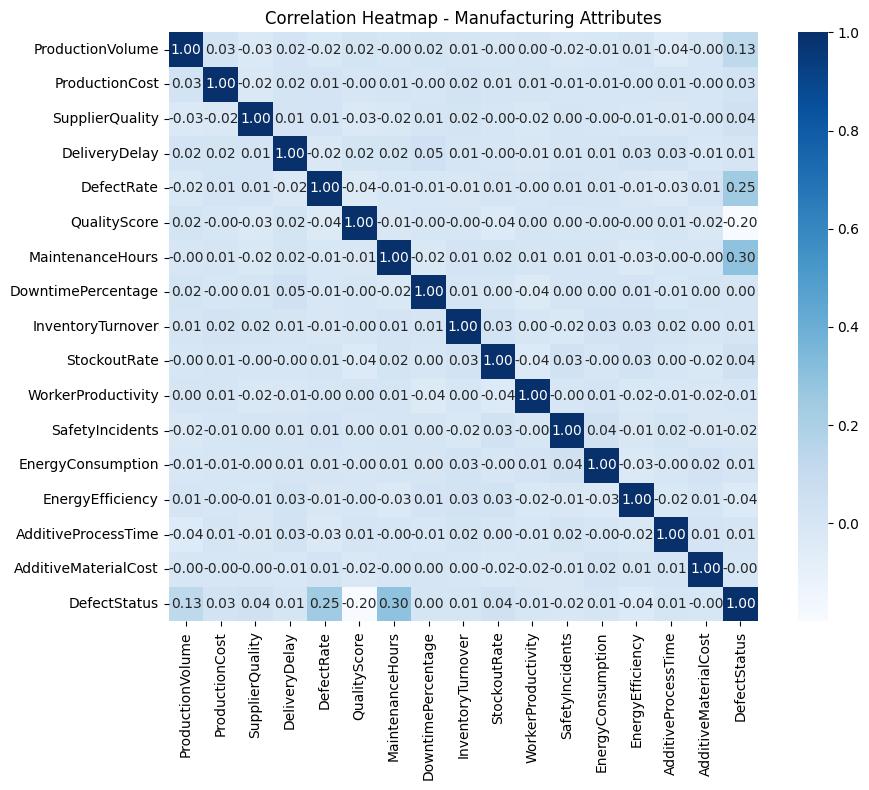 Correlation Heatmap - Manufacturing Attributes
ProductionVolume 1.00 0.03 -0.03 0.02 -0.02 0.02 -0.00 0.02 0.01 -0.00 0.00 -0.02 -0.01 0.01 -0.04 -0.00 0.13
ProductionCost 0.03 1.00 -0.02 0.02 0.01 -0.00 0.01 -0.00 0.02 0.01 0.01 -0.01 -0.01 -0.00 0.01 -0.00 0.03
SupplierQuality -0.03 -0.02 1.00 0.01 0.01 -0.03 -0.02 0.01 0.02 -0.00 -0.02 0.00 -0.00 -0.01 -0.01 -0.00 0.04
DeliveryDelay 0.02 0.02 0.01 1.00 -0.02 0.02 0.02 0.05 0.01 -0.00 -0.01 0.01 0.01 0.03 0.03 -0.01 0.01
DefectRate -0.02 0.01 0.01 -0.02 1.00 -0.04 -0.01 -0.01 -0.01 0.01 -0.00 0.01 0.01 -0.01 -0.03 0.01 0.25
QualityScore 0.02 -0.00 -0.03 0.02 -0.04 1.00 -0.01 -0.00 -0.00 -0.04 0.00 0.00 -0.00 -0.00 0.01 -0.02 -0.20
MaintenanceHours -0.00 0.01 -0.02 0.02 -0.01 -0.01 1.00 -0.02 0.01 0.02 0.01 0.01 0.01 -0.03 -0.00 -0.00 0.30
DowntimePercentage 0.02 -0.00 0.01 0.05 -0.01 -0.00 -0.02 1.00 0.01 0.00 -0.04 0.00 0.00 0.01 -0.01 0.00 0.00
InventoryTurnover 0.01 0.02 0.02 0.01 -0.01 -0.00 0.01 0.01 1.00 0.03 0.00 -0.02 0.03 0.03 0.02 0.00 0.01
StockoutRate -0.00 0.01 -0.00 -0.00 0.01 -0.04 0.02 0.00 0.03 1.00 -0.04 0.03 -0.00 0.03 0.00 -0.02 0.04
WorkerProductivity 0.00 0.01 -0.02 -0.01 -0.00 0.00 0.01 -0.04 0.00 -0.04 1.00 -0.00 0.01 -0.02 -0.01 -0.02 -0.01
SafetyIncidents -0.02 -0.01 0.00 0.01 0.01 0.00 0.01 0.00 -0.02 0.03 -0.00 1.00 0.04 -0.01 0.02 -0.01 -0.02
EnergyConsumption -0.01 -0.01 -0.00 0.01 0.01 -0.00 0.01 0.00 0.03 -0.00 0.01 0.04 1.00 -0.03 -0.00 0.02 0.01
EnergyEfficiency 0.01 -0.00 -0.01 0.03 -0.01 -0.00 -0.03 0.01 0.03 0.03 -0.02 -0.01 -0.03 1.00 -0.02 0.01 -0.04
AdditiveProcessTime -0.04 0.01 -0.01 0.03 -0.03 0.01 -0.00 -0.01 0.02 0.00 -0.01 0.02 -0.00 -0.02 1.00 0.01 0.01
AdditiveMaterialCost -0.00 -0.00 -0.00 -0.01 0.01 -0.02 -0.00 0.00 0.00 -0.02 -0.02 -0.01 0.02 0.01 0.01 1.00 -0.00
DefectStatus 0.13 0.03 0.04 0.01 0.25 -0.20 0.30 0.00 0.01 0.04 -0.01 -0.02 0.01 -0.04 0.01 -0.00 1.00
ProductionVolume
ProductionCost
SupplierQuality
DeliveryDelay
DefectRate
QualityScore
MaintenanceHours
DowntimePercentage
InventoryTurnover
StockoutRate
WorkerProductivity
SafetyIncidents
EnergyConsumption
EnergyEfficiency
AdditiveProcessTime
AdditiveMaterialCost
DefectStatus
1.0
0.8
0.6
0.4
0.2
0.0